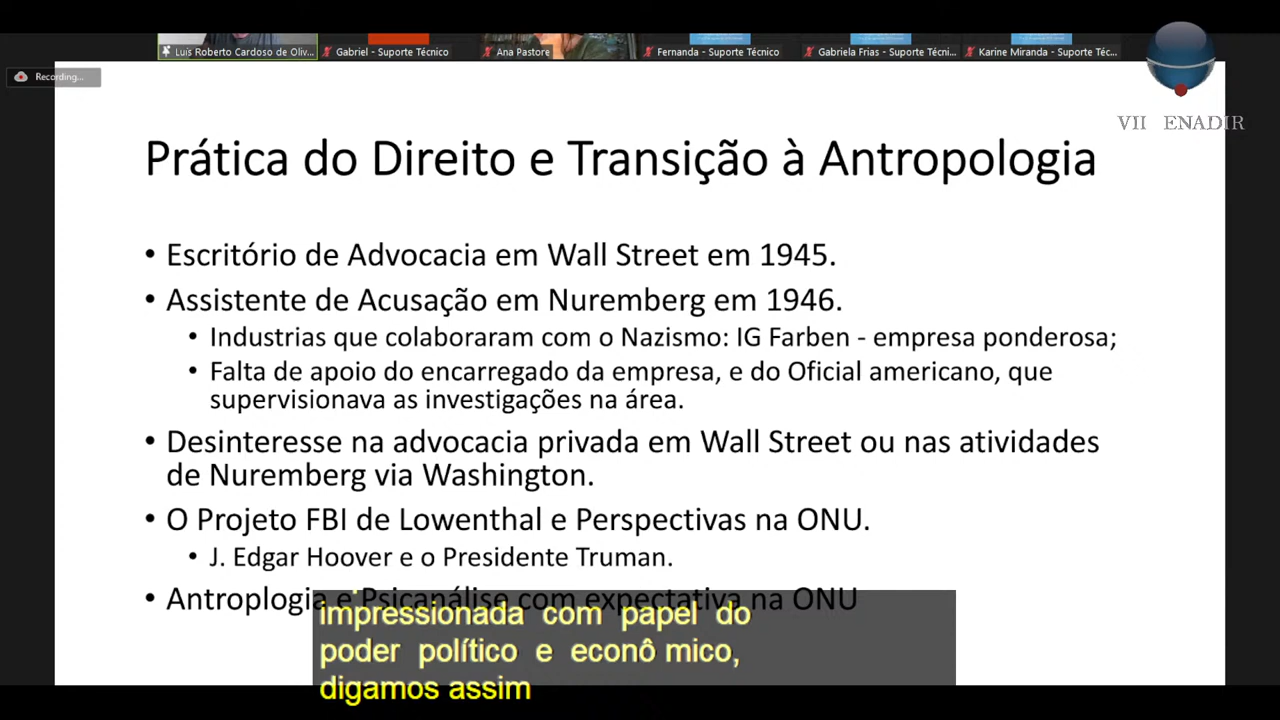 Luís Roberto Cardoso de Oliv...
Gabriel - Suporte Técnico
Ana Pastore
Fernanda - Suporte Técnico
Gabriela Frias - Suporte Técni...
Karine Miranda - Suporte Téc...
Recording...
VII ENADIR
Prática do Direito e Transição à Antropologia
• Escritório de Advocacia em Wall Street em 1945.
• Assistente de Acusação em Nuremberg em 1946.
• Industrias que colaboraram com o Nazismo: IG Farben - empresa ponderosa;
• Falta de apoio do encarregado da empresa, e do Oficial americano, que
supervisionava as investigações na área.
• Desinteresse na advocacia privada em Wall Street ou nas atividades
de Nuremberg via Washington.
• O Projeto FBI de Lowenthal e Perspectivas na ONU.
• J. Edgar Hoover e o Presidente Truman.
• Antroplogia e Psicanálise com expectativa na ONU
impressionada com papel do
poder político e econô mico,
digamos assim